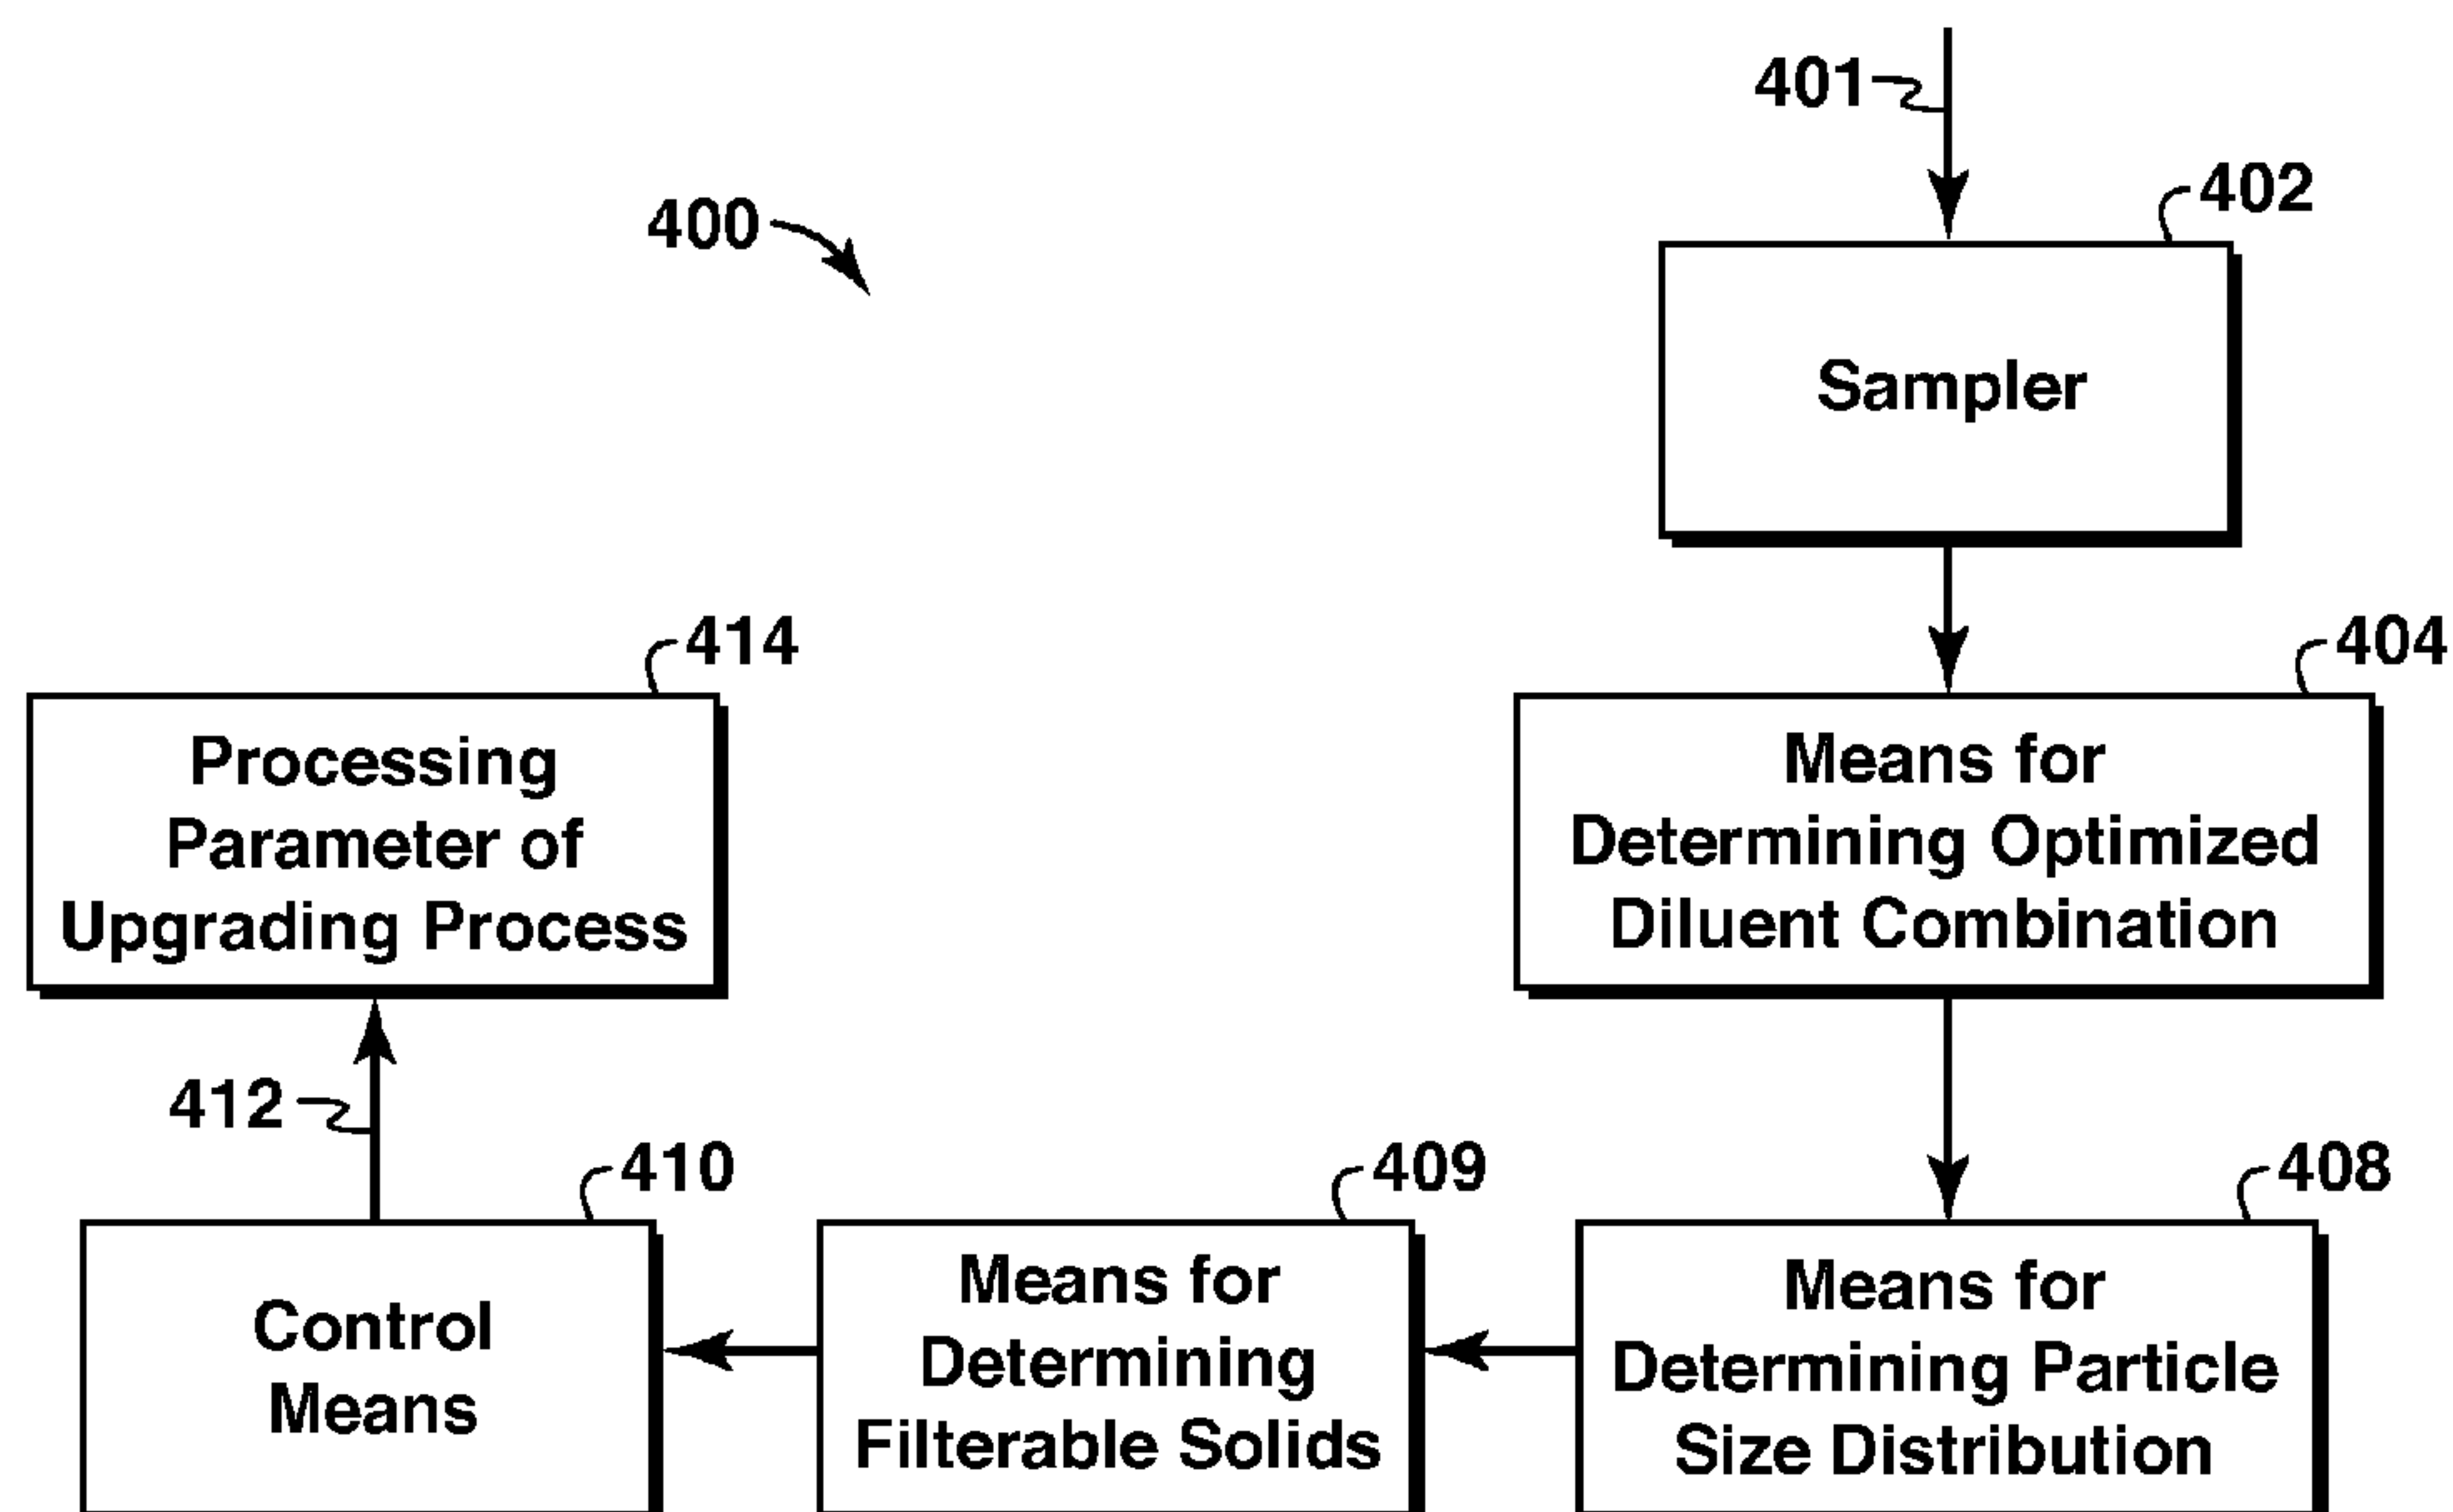 401
402
400
Sampler
414
404
Processing
Parameter of
Upgrading Process
Means for
Determining Optimized
Diluent Combination
412
410
409
408
Control
Means
Means for
Determining
Filterable Solids
Means for
Determining Particle
Size Distribution